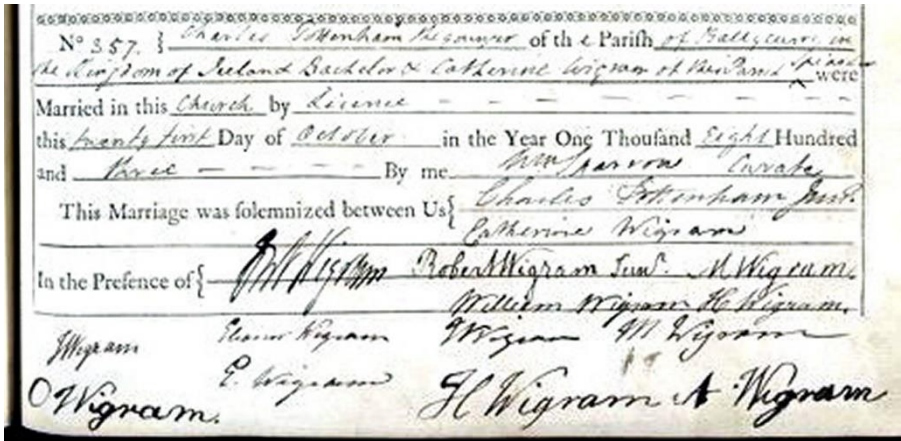 No. 357. Charles Tottenham the younger of the Parish of Ballycurry in
the Kingdom of Ireland Bachelor & Catherine Wigram of this Parish Spinster were
Married in this Church by Licence
this twenty first Day of October in the Year One Thousand Eight Hundred
and three By me Wm Sparrow Curate
This Marriage was solemnized between Us { Charles Tottenham Junr.
Catherine Wigram
In the Presence of { Wigram Robert Wigram Junr. M Wigram.
William Wigram H Wigram.
J Wigram Eleanor Wigram Wigram M Wigram
E. Wigram
O Wigram. H Wigram A. Wigram